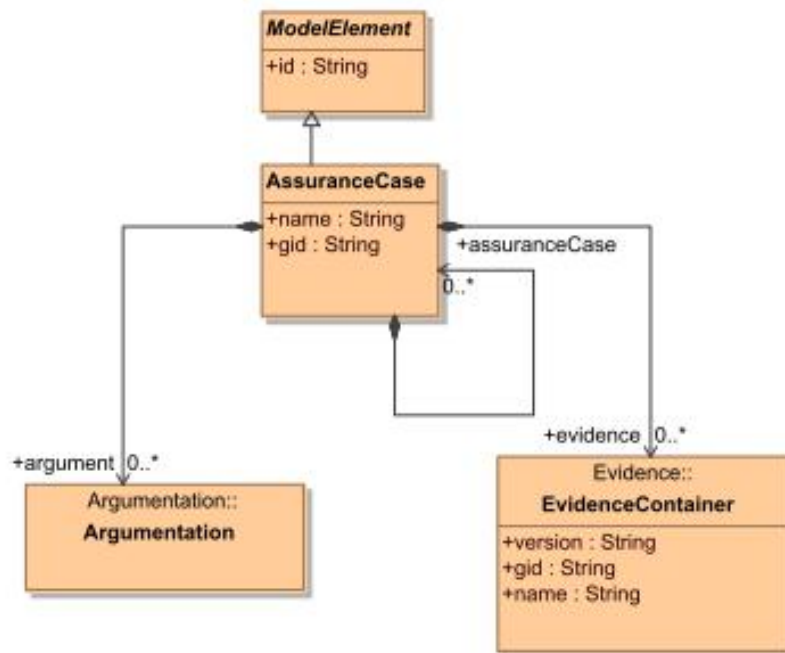 ModelElement
+id : String
AssuranceCase
+name : String
+gid : String
+assuranceCase
0..*
+argument 0..*
+evidence 0..*
Argumentation::
Argumentation
Evidence::
EvidenceContainer
+version : String
+gid : String
+name : String